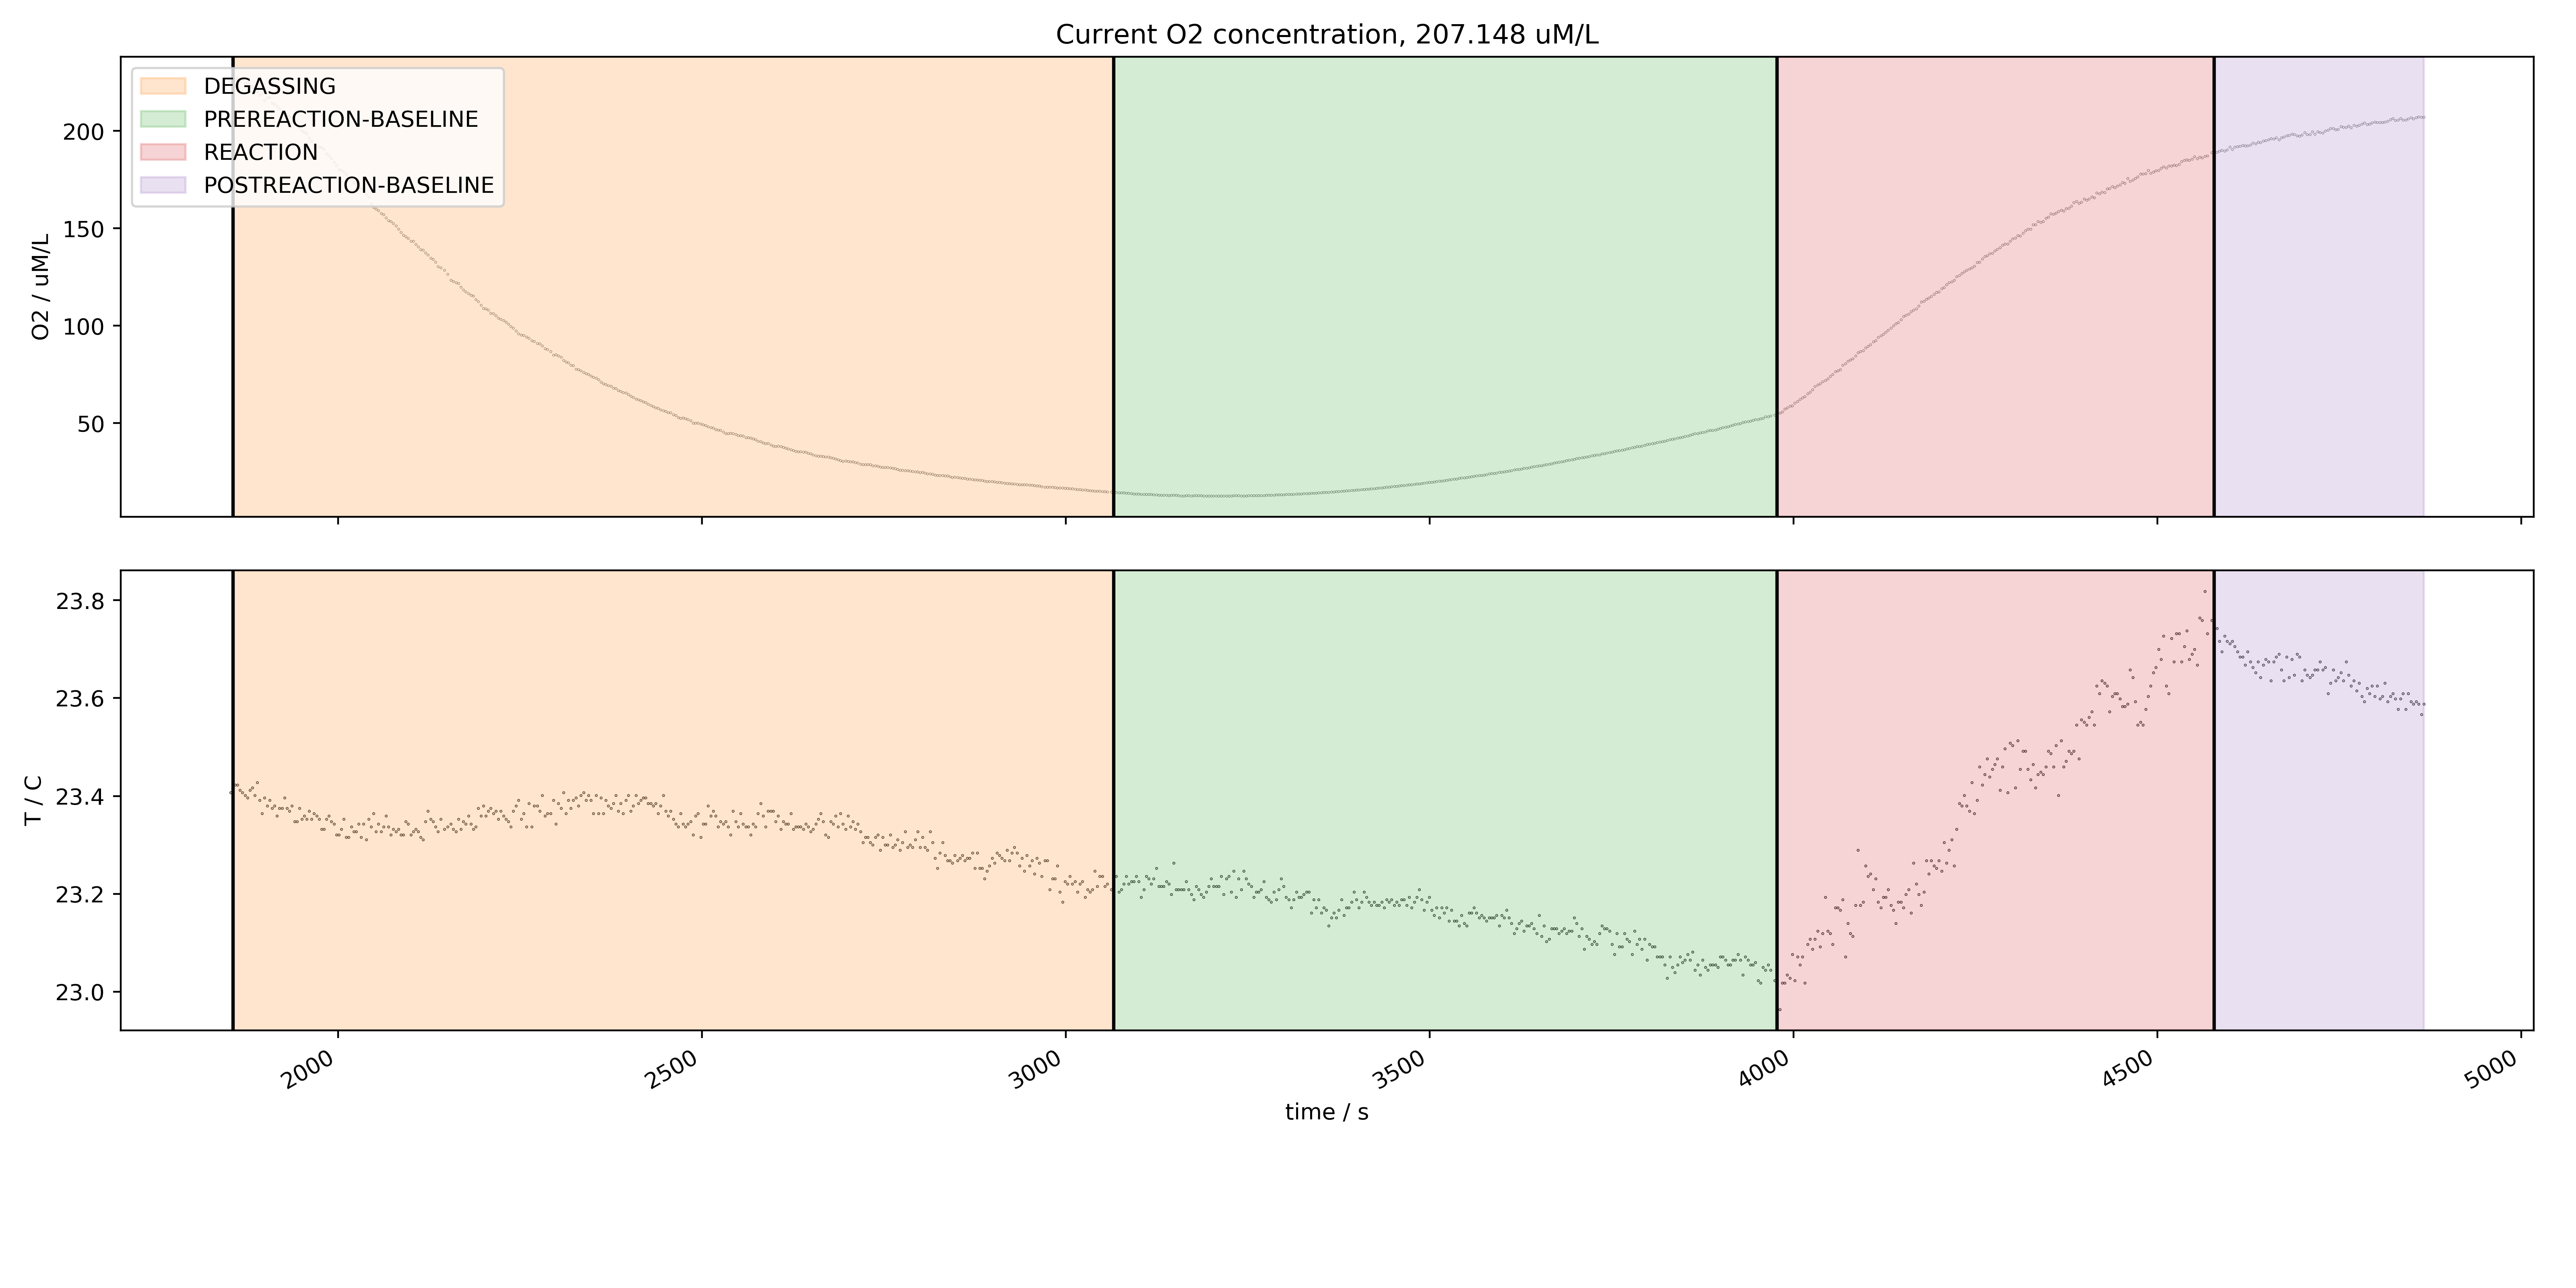 Current O2 concentration, 207.148 uM/L
DEGASSING
PREREACTION-BASELINE
REACTION
POSTREACTION-BASELINE
200
150
100
50
O2 / uM/L
23.8
23.6
23.4
23.2
23.0
T / C
2000
2500
3000
3500
4000
4500
5000
time / s